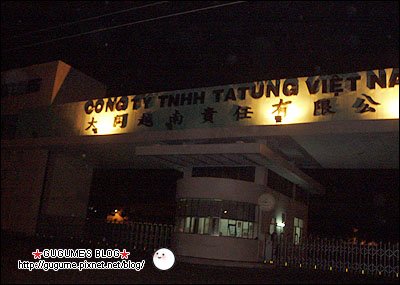 CÔNG TY TNHH TATUNG VIỆT NA
大同越南責任有限公
★GUGUME'S BLOG★
http://gugume.pixnet.net/blog/